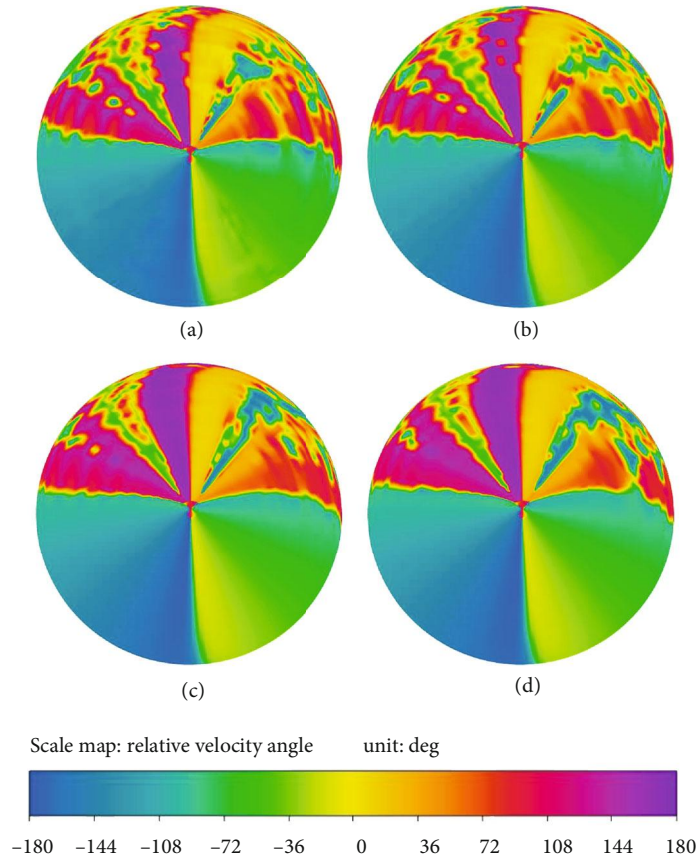 (a) (b)
(c) (d)
Scale map: relative velocity angle unit: deg
–180 –144 –108 –72 –36 0 36 72 108 144 180